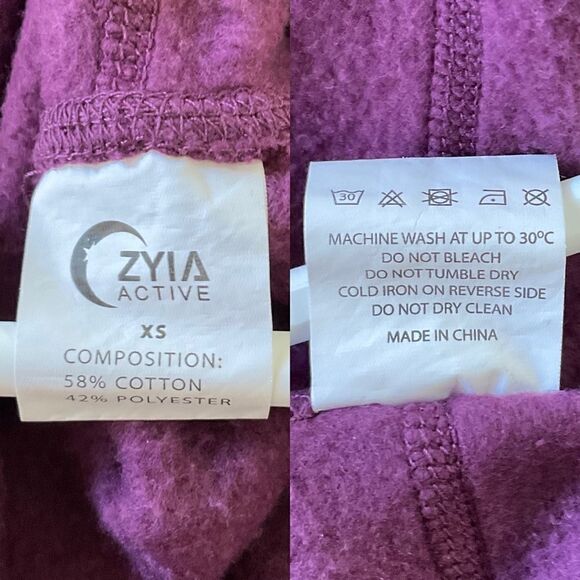 ZYIA
ACTIVE
XS
COMPOSITION:
58% COTTON
42% POLYESTER
30
MACHINE WASH AT UP TO 30ºC
DO NOT BLEACH
DO NOT TUMBLE DRY
COLD IRON ON REVERSE SIDE
DO NOT DRY CLEAN
MADE IN CHINA